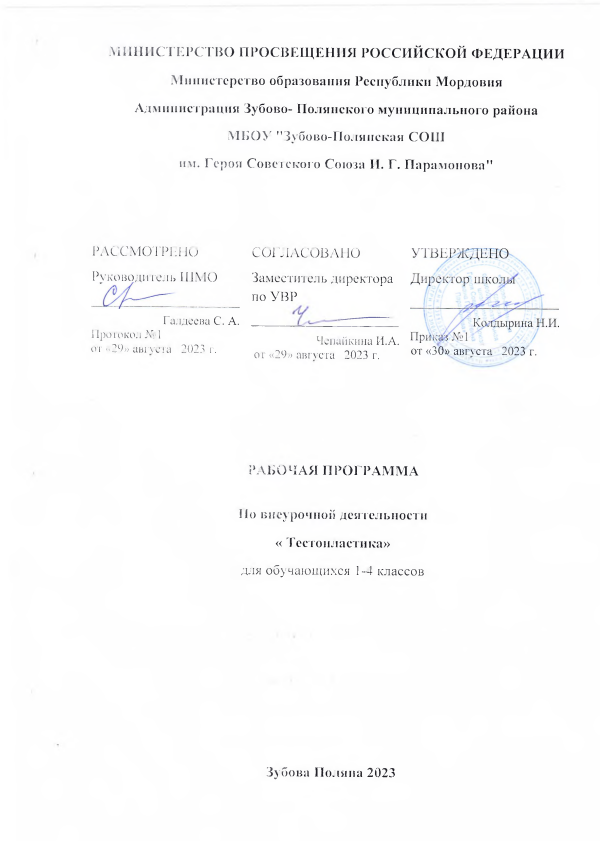 МИНИСТЕРСТВО ПРОСВЕЩЕНИЯ РОССИЙСКОЙ ФЕДЕРАЦИИ
Министерство образования Республики Мордовия
Администрация Зубово- Полянского муниципального района
МБОУ "Зубово-Полянская СОШ
им. Героя Советского Союза И. Г. Парамонова"
РАССМОТРЕНО
Руководитель ШМО
Галдеева С. А.
Протокол №1
от «29» августа 2023 г.
СОГЛАСОВАНО
Заместитель директора
по УВР
Чепайкина И.А.
от «29» августа 2023 г.
УТВЕРЖДЕНО
Директор школы
Колдырина Н.И.
Приказ №1
от «30» августа 2023 г.
РАБОЧАЯ ПРОГРАММА
По внеурочной деятельности
« Тестопластика»
для обучающихся 1-4 классов
Зубова Поляна 2023